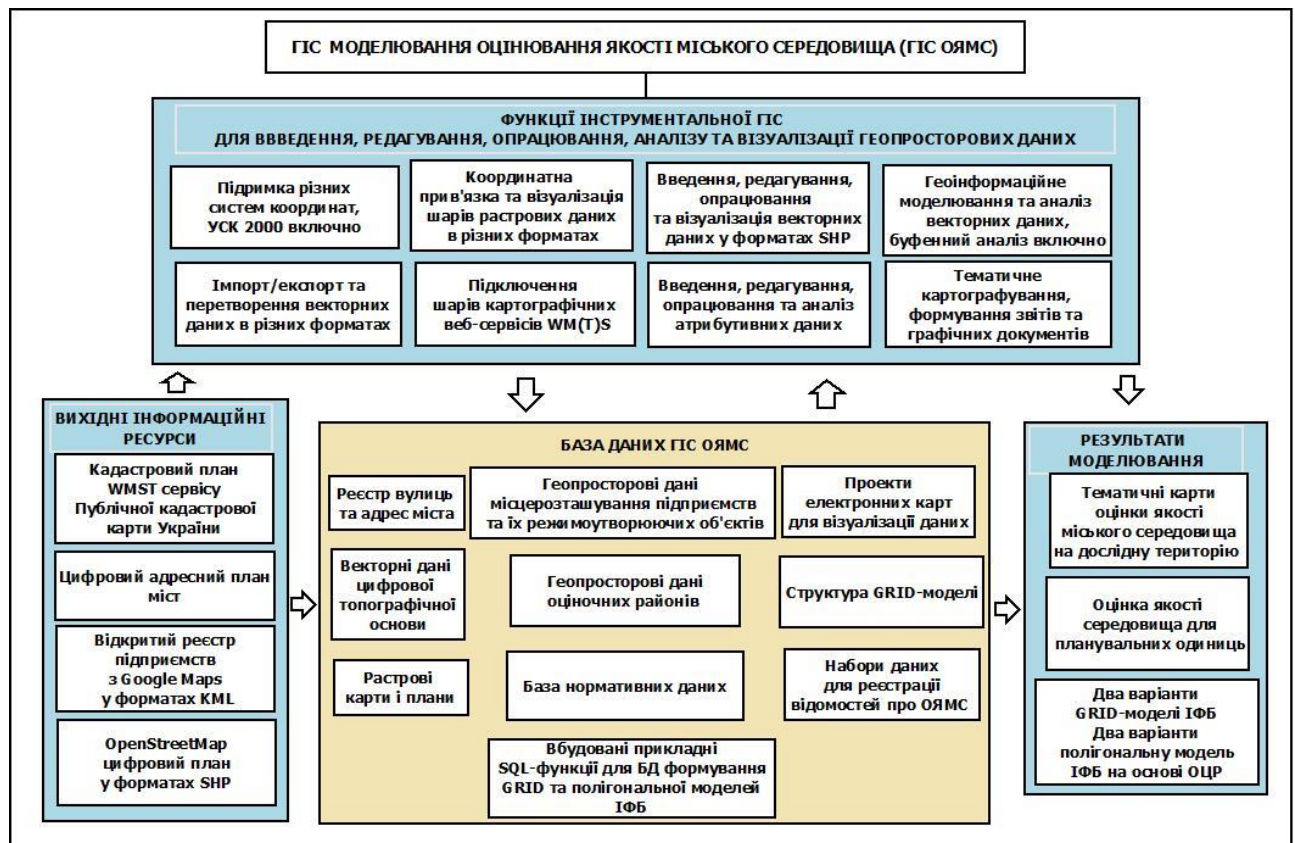 ГІС МОДЕЛЮВАННЯ ОЦІНЮВАННЯ ЯКОСТІ МІСЬКОГО СЕРЕДОВИЩА (ГІС ОЯМС)
ФУНКЦІЇ ІНСТРУМЕНТАЛЬНОЇ ГІС
ДЛЯ ВВВЕДЕННЯ, РЕДАГУВАННЯ, ОПРАЦЮВАННЯ, АНАЛІЗУ ТА ВІЗУАЛІЗАЦІЇ ГЕОПРОСТОРОВИХ ДАНИХ
Підримка різних
систем координат,
УСК 2000 включно
Координатна
прив'язка та візуалізація
шарів растрових даних
в різних форматах
Введення, редагування,
опрацювання
та візуалізація векторних
даних у форматах SHP
Геоінформаційне
моделювання та аналіз
векторних даних,
буфенний аналіз включно
Імпорт/експорт та
перетворення векторних
даних в різних форматах
Підключення
шарів картографічних
веб-сервісів WM(T)S
Введення, редагування,
опрацювання та аналіз
атрибутивних даних
Тематичне
картографування,
формування звітів та
графічних документів
ВИХІДНІ ІНФОРМАЦІЙНІ
РЕСУРСИ
Кадастровий план
WMST сервісу
Публічної кадастрової
карти України
Цифровий адресний план
міст
Відкритий реєстр
підприємств
з Google Maps
у форматах KML
OpenStreetMap
цифровий план
у форматах SHP
БАЗА ДАНИХ ГІС ОЯМС
Реєстр вулиць
та адрес міста
Геопросторові дані
місцерозташування підприємств
та їх режимоутворюючих об'єктів
Проекти
електронних карт
для візуалізації даних
Векторні дані
цифрової
топографічної
основи
Геопросторові дані
оціночних районів
Структура GRID-моделі
Растрові
карти і плани
База нормативних даних
Набори даних
для реєстрації
відомостей про ОЯМС
Вбудовані прикладні
SQL-функції для БД формування
GRID та полігональної моделей
ІФБ
РЕЗУЛЬТАТИ
МОДЕЛЮВАННЯ
Тематичні карти
оцінки якості
міського середовища
на дослідну територію
Оцінка якості
середовища для
планувальних одиниць
Два варіанти
GRID-моделі ІФБ
Два варіанти
полігональну модель
ІФБ на основі ОЦР